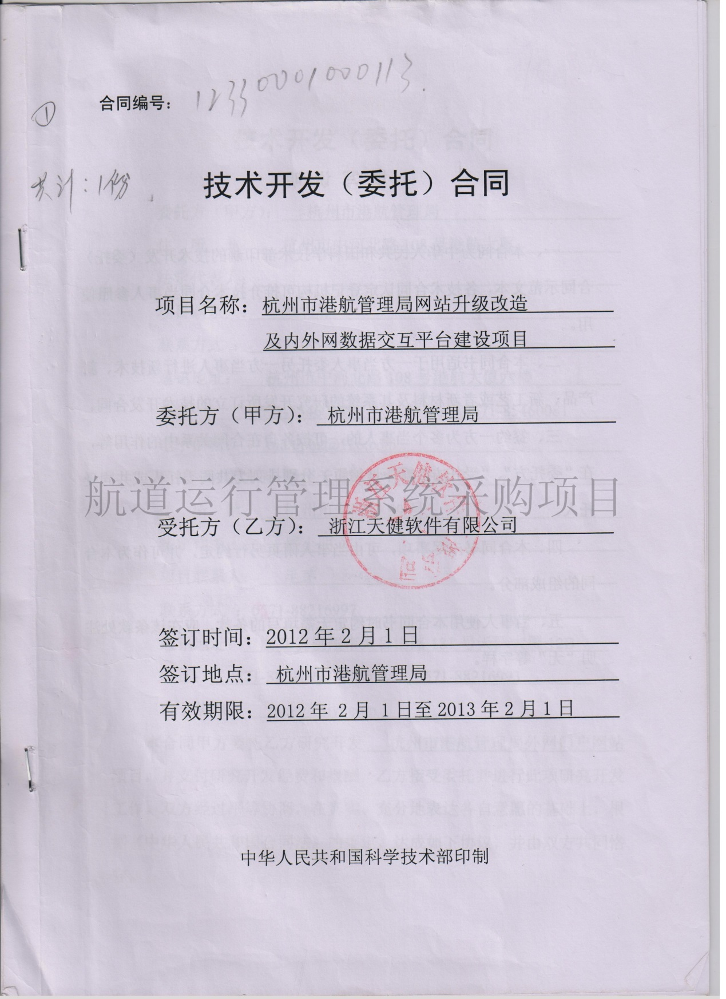 合同编号： 12330001000113.
①
共计：1份
技术开发（委托）合同
项目名称：杭州市港航管理局网站升级改造
及内外网数据交互平台建设项目
委托方（甲方）： 杭州市港航管理局
航道运行管理系统采购项目
受托方（乙方）： 浙江天健软件有限公司
签订时间：2012 年 2 月 1 日
签订地点： 杭州市港航管理局
有效期限：2012 年 2 月 1 日至 2013 年 2 月 1 日
中华人民共和国科学技术部印制